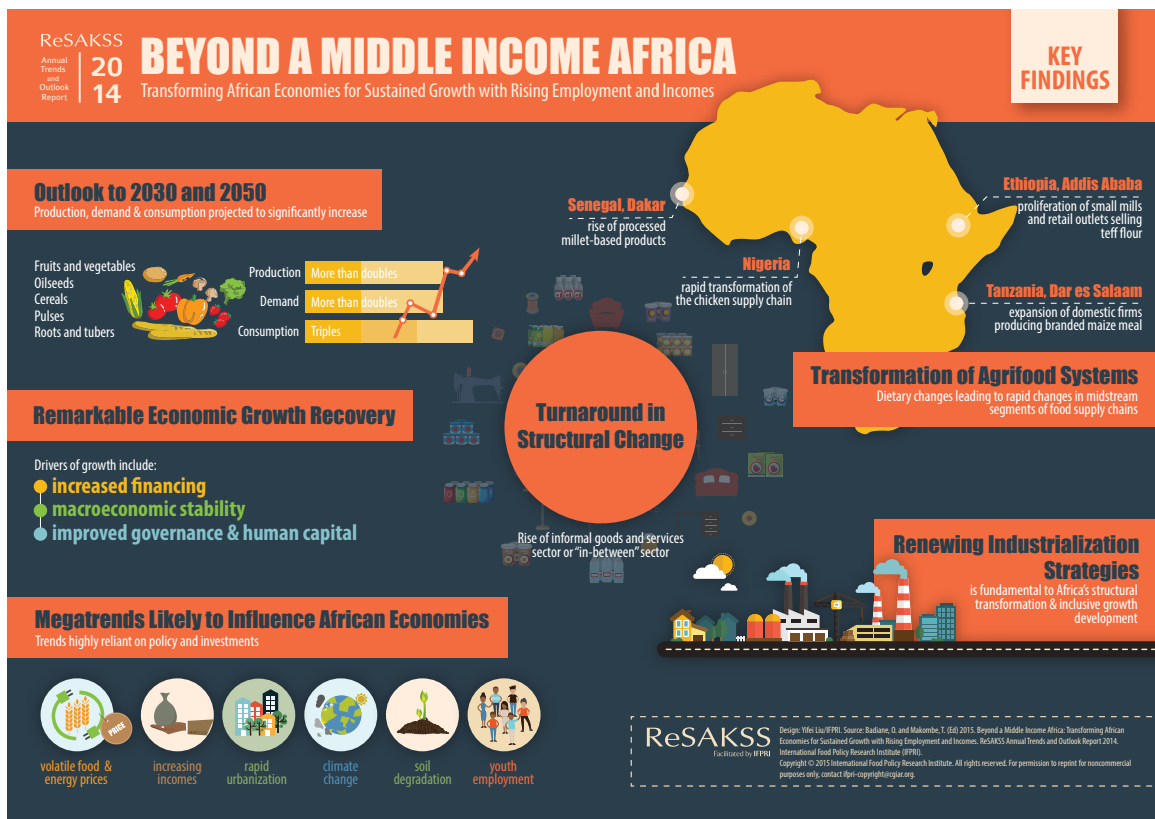 ReSAKSS
Annual
Trends
and
Outlook
Report
20
14
BEYOND A MIDDLE INCOME AFRICA
Transforming African Economies for Sustained Growth with Rising Employment and Incomes
KEY
FINDINGS
Outlook to 2030 and 2050
Production, demand & consumption projected to significantly increase
Fruits and vegetables
Oilseeds
Cereals
Pulses
Roots and tubers
Production More than doubles
Demand More than doubles
Consumption Triples
Senegal, Dakar
rise of processed
millet-based products
Nigeria
rapid transformation of
the chicken supply chain
Ethiopia, Addis Ababa
proliferation of small mills
and retail outlets selling
teff flour
Tanzania, Dar es Salaam
expansion of domestic firms
producing branded maize meal
Transformation of Agrifood Systems
Dietary changes leading to rapid changes in midstream
segments of food supply chains
Remarkable Economic Growth Recovery
Drivers of growth include:
increased financing
macroeconomic stability
improved governance & human capital
Turnaround in
Structural Change
Rise of informal goods and services
sector or “in-between” sector
Renewing Industrialization
Strategies
is fundamental to Africa's structural
transformation & inclusive growth
development
Megatrends Likely to Influence African Economies
Trends highly reliant on policy and investments
PRICE
volatile food &
energy prices
increasing
incomes
rapid
urbanization
climate
change
soil
degradation
youth
employment
ReSAKSS
Facilitated by IFPRI
Design: Yifei Liu/IFPRI. Source: Badiane, O. and Makombe, T. (Ed) 2015. Beyond a Middle Income Africa: Transforming African
Economies for Sustained Growth with Rising Employment and Incomes. ReSAKSS Annual Trends and Outlook Report 2014.
International Food Policy Research Institute (IFPRI).
Copyright © 2015 International Food Policy Research Institute. All rights reserved. For permission to reprint for noncommercial
purposes only, contact ifpri-copyright@cgiar.org.